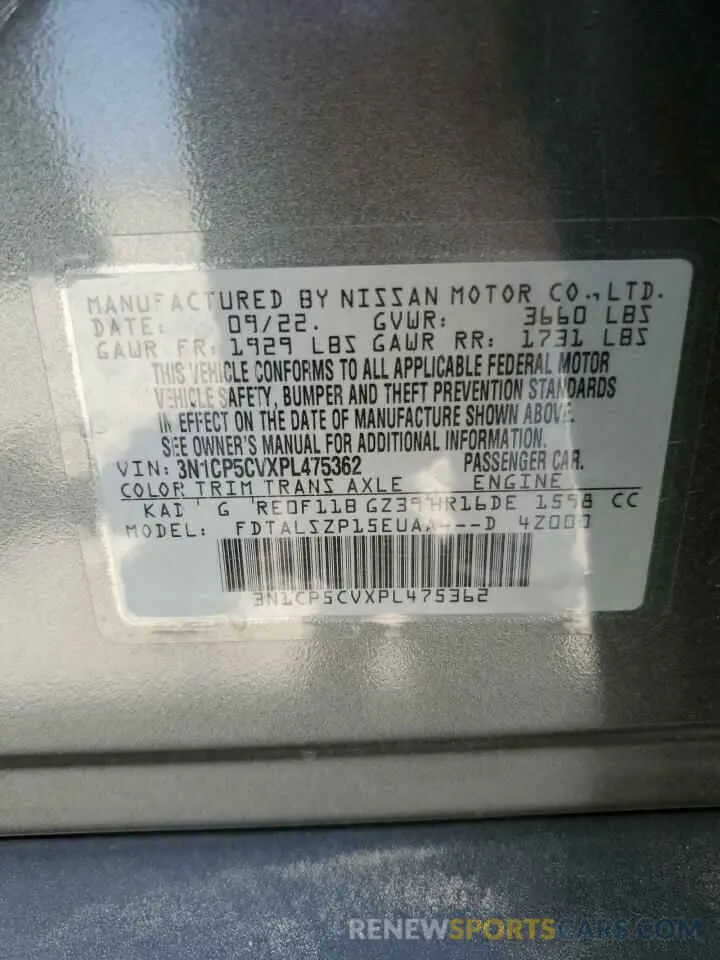 MANUFACTURED BY NISSAN MOTOR CO., LTD.
DATE: 09/22. GVWR: 3660 LBS
GAWR FR: 1929 LBS GAWR RR: 1731 LBS
THIS VEHICLE CONFORMS TO ALL APPLICABLE FEDERAL MOTOR
VEHICLE SAFETY, BUMPER AND THEFT PREVENTION STANDARDS
IN EFFECT ON THE DATE OF MANUFACTURE SHOWN ABOVE.
SEE OWNER'S MANUAL FOR ADDITIONAL INFORMATION.
VIN: 3N1CP5CVXPL475362 PASSENGER CAR.
COLOR TRIM TRANS AXLE ENGINE
KAD G RE0F11B HR16DE 1598 CC
MODEL: D 4Z000
3N1CP5CVXPL475362
RENEWSPORTSCARS.COM